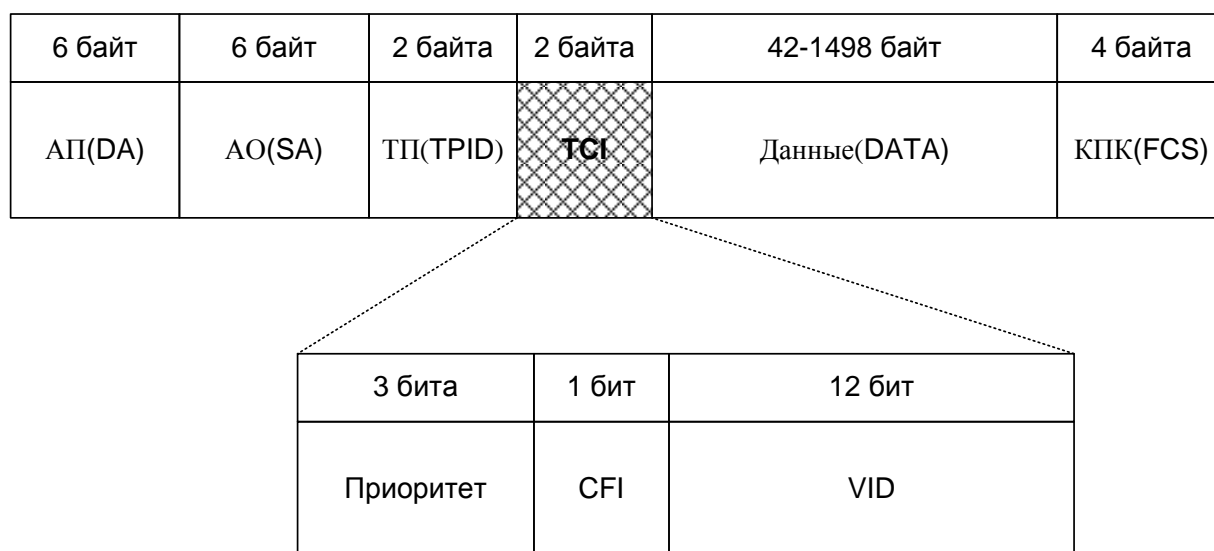 6 байт 6 байт 2 байта 2 байта 42-1498 байт 4 байта
АП(DA) АО(SA) ТП(TPID) TCI Данные(DATA) КПК(FCS)
3 бита 1 бит 12 бит
Приоритет CFI VID